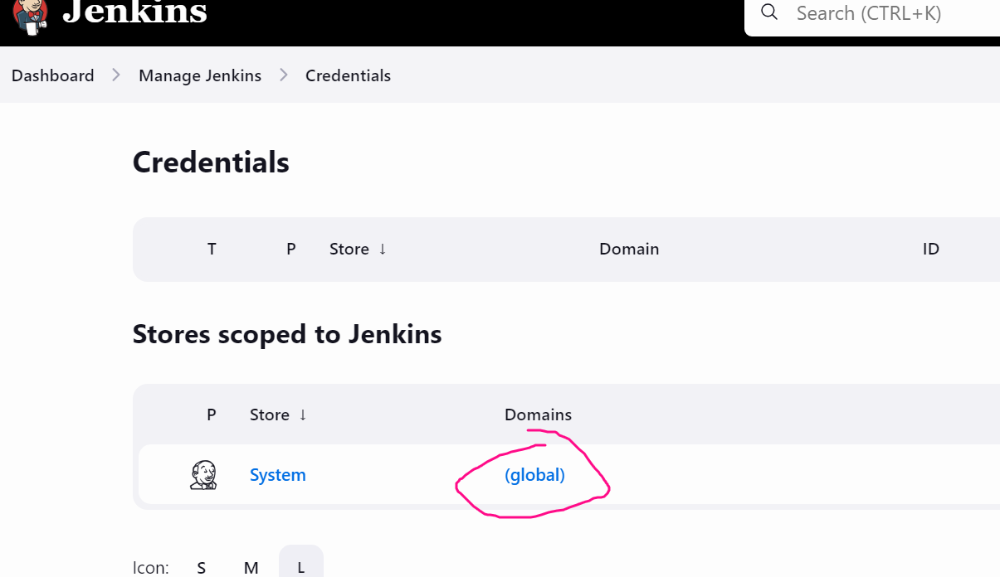 Jenkins
Search (CTRL+K)
Dashboard > Manage Jenkins > Credentials
Credentials
T P Store ↓ Domain ID
Stores scoped to Jenkins
P Store ↓ Domains
System (global)
Icon: S M L